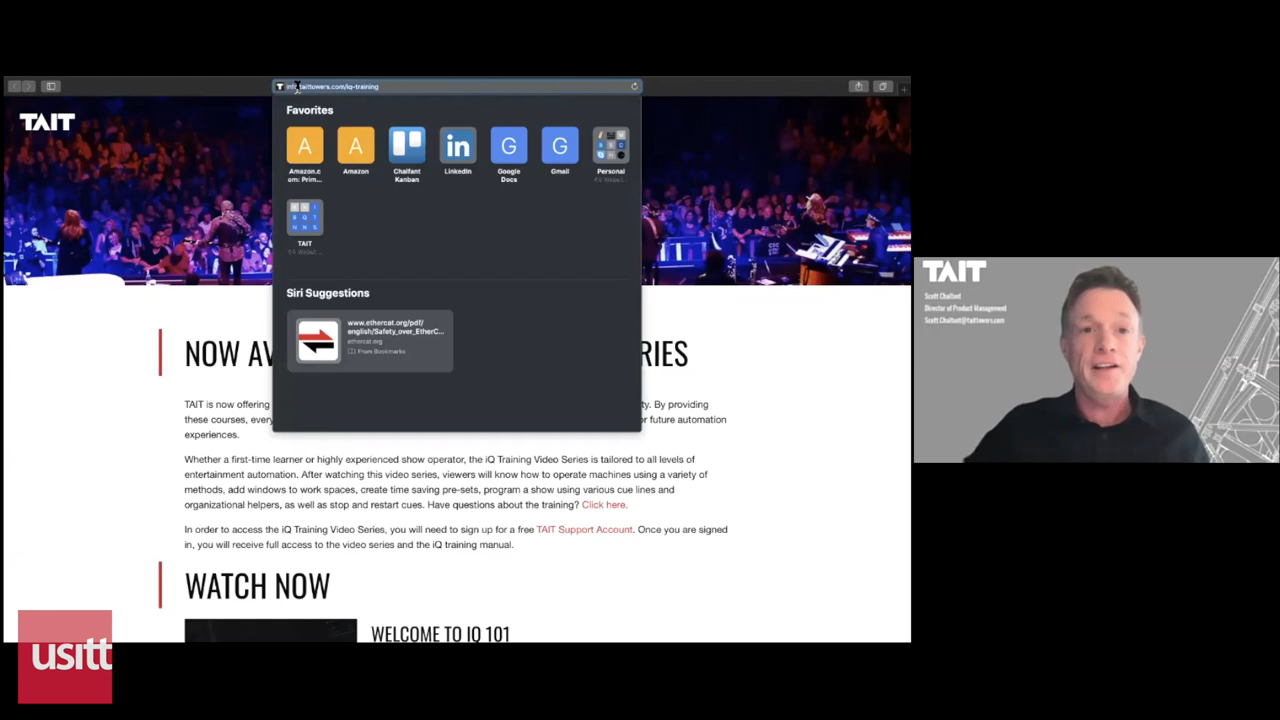 info.taittowers.com/iq-training
TAIT
Favorites
A
A
in
G
G
Amazon.c
om: Prim...
Amazon
Chalfant
Kanban
LinkedIn
Google
Docs
Gmail
Personal
TAIT
Siri Suggestions
www.ethercat.org/pdf/
english/Safety_over_EtherC...
ethercat.org
From Bookmarks
NOW AV
RIES
TAIT is now offering
ty. By providing
these courses, every
or future automation
experiences.
Whether a first-time learner or highly experienced show operator, the iQ Training Video Series is tailored to all levels of
entertainment automation. After watching this video series, viewers will know how to operate machines using a variety of
methods, add windows to work spaces, create time saving pre-sets, program a show using various cue lines and
organizational helpers, as well as stop and restart cues. Have questions about the training? Click here.
In order to access the iQ Training Video Series, you will need to sign up for a free TAIT Support Account. Once you are signed
in, you will receive full access to the video series and the iQ training manual.
WATCH NOW
WELCOME TO IQ 101
usitt
TAIT
Scott Chalfant
Director of Product Management
Scott.Chalfant@taittowers.com